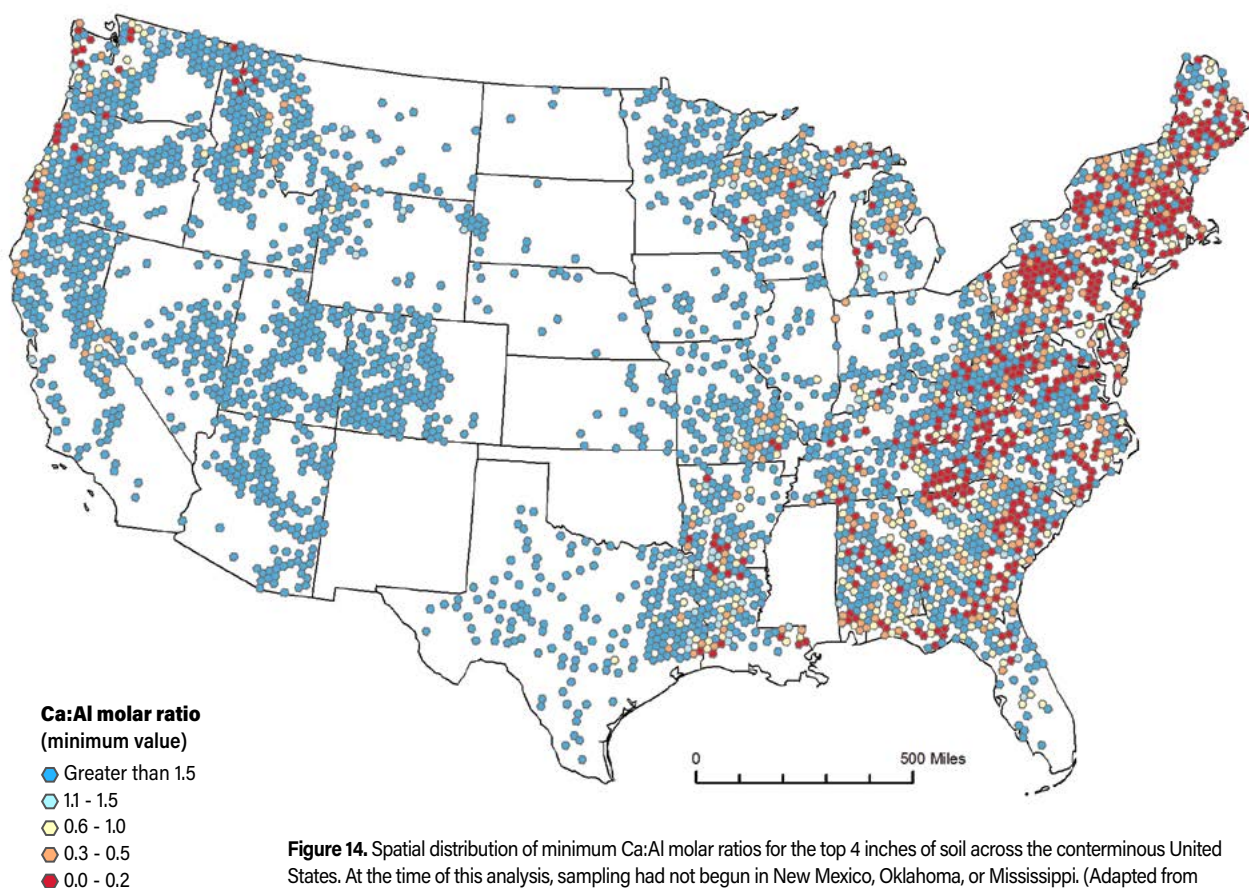 0 500 Miles
Ca:Al molar ratio
(minimum value)
Greater than 1.5
1.1 - 1.5
0.6 - 1.0
0.3 - 0.5
0.0 - 0.2
Figure 14. Spatial distribution of minimum Ca:Al molar ratios for the top 4 inches of soil across the conterminous United
States. At the time of this analysis, sampling had not begun in New Mexico, Oklahoma, or Mississippi. (Adapted from